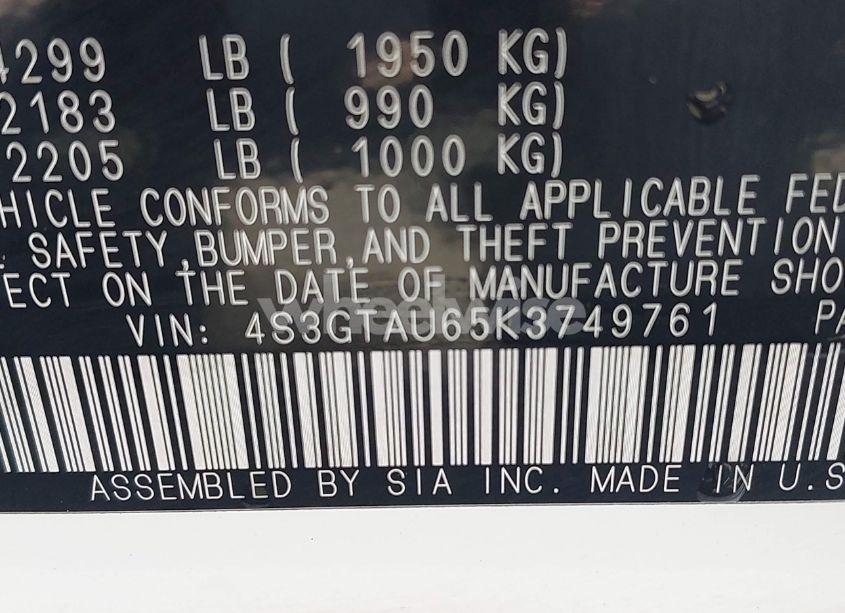 4299 LB ( 1950 KG)
2183 LB ( 990 KG)
2205 LB ( 1000 KG)
HICLE CONFORMS TO ALL APPLICABLE FED
. SAFETY,BUMPER,AND THEFT PREVENTION
ECT ON THE DATE OF MANUFACTURE SHO
VIN: 4S3GTAU65K3749761 PA
ASSEMBLED BY SIA INC. MADE IN U.S